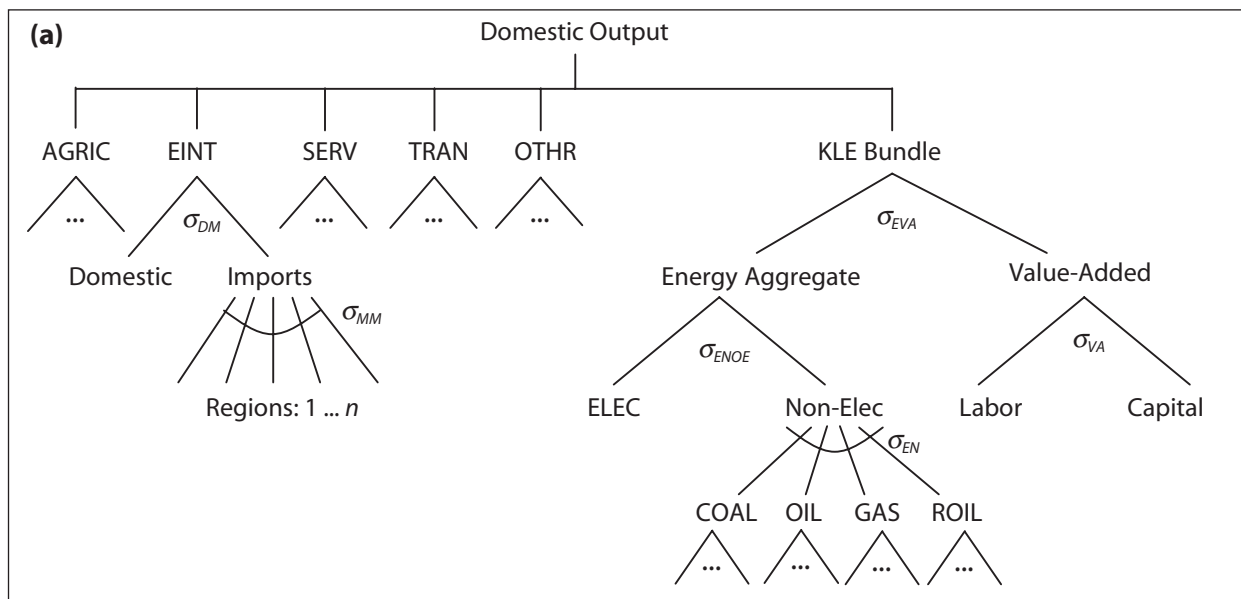 (a)
Domestic Output
AGRIC EINT SERV TRAN OTHR KLE Bundle
... σDM ... ... ... σEVA
Domestic Imports Energy Aggregate Value-Added
σMM σENOE σVA
Regions: 1 ... n ELEC Non-Elec Labor Capital
σEN
COAL OIL GAS ROIL
... ... ... ...